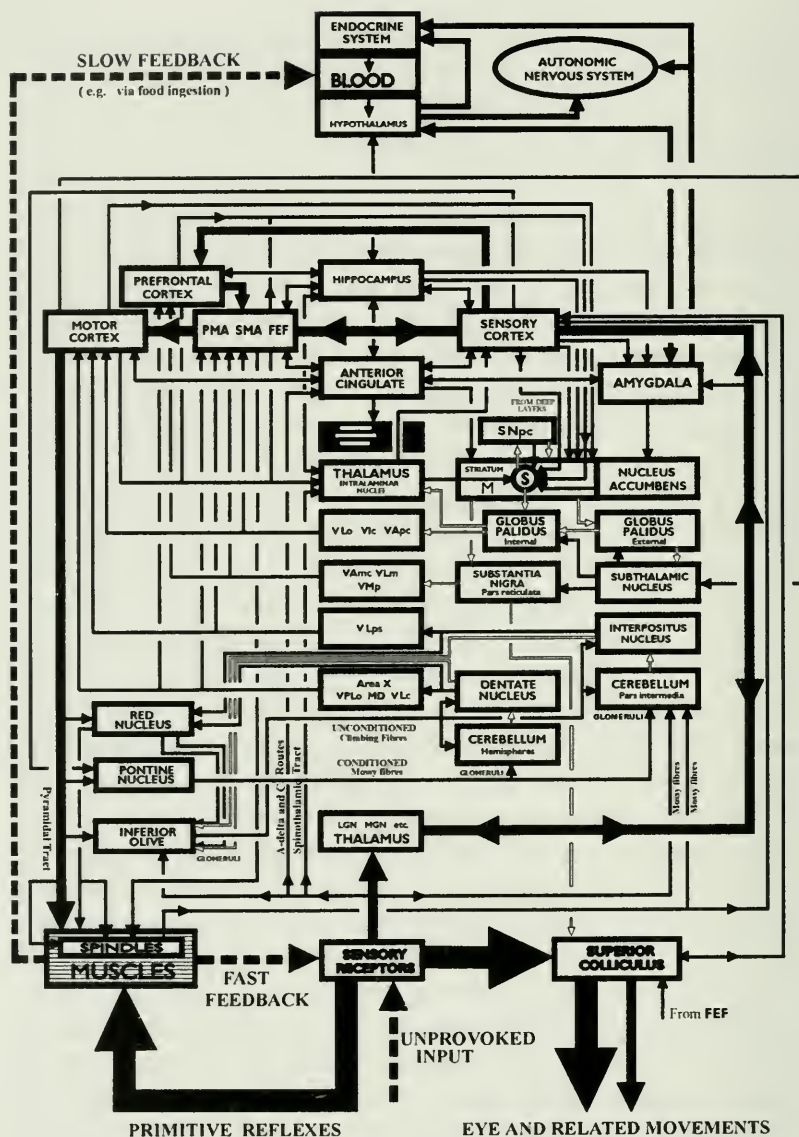 ENDOCRINE
SYSTEM
SLOW FEEDBACK
( e.g. via food ingestion )
BLOOD
AUTONOMIC
NERVOUS SYSTEM
HYPOTHALAMUS
PREFRONTAL
CORTEX
HIPPOCAMPUS
MOTOR
CORTEX
PMA SMA FEF
SENSORY
CORTEX
ANTERIOR
CINGULATE
AMYGDALA
FROM DEEP
LAYERS
SNpc
THALAMUS
INTRALAMINAR
NUCLEI
STRIATUM
M
S
NUCLEUS
ACCUMBENS
VLo VIc VApc
GLOBUS
PALIDUS
Internal
GLOBUS
PALIDUS
External
VAmc VLm
VMp
SUBSTANTIA
NIGRA
Pars reticulata
SUBTHALAMIC
NUCLEUS
VLps
INTERPOSITUS
NUCLEUS
Area X
VPLo MD VLc
DENTATE
NUCLEUS
CEREBELLUM
Pars intermedia
GLOMERULI
RED
NUCLEUS
UNCONDITIONED
Climbing Fibres
CEREBELLUM
Hemispheres
GLOMERULI
PONTINE
NUCLEUS
CONDITIONED
Mossy fibres
Mossy fibres
Mossy fibres
Pyramidal Tract
A-delta and C Routes
Spinothalamic Tract
INFERIOR
OLIVE
GLOMERULI
LGN MGN etc.
THALAMUS
SPINDLES
MUSCLES
FAST
FEEDBACK
SENSORY
RECEPTORS
SUPERIOR
COLLICULUS
From FEF
UNPROVOKED
INPUT
PRIMITIVE REFLEXES
EYE AND RELATED MOVEMENTS